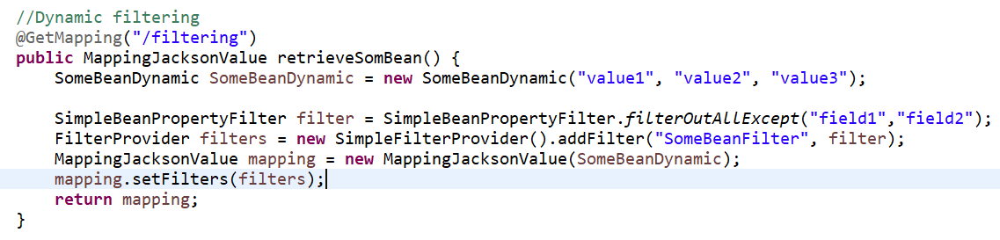 //Dynamic filtering
@GetMapping("/filtering")
public MappingJacksonValue retrieveSomBean() {
SomeBeanDynamic SomeBeanDynamic = new SomeBeanDynamic("value1", "value2", "value3");
SimpleBeanPropertyFilter filter = SimpleBeanPropertyFilter.filterOutAllExcept("field1","field2");
FilterProvider filters = new SimpleFilterProvider().addFilter("SomeBeanFilter", filter);
MappingJacksonValue mapping = new MappingJacksonValue(SomeBeanDynamic);
mapping.setFilters(filters);
return mapping;
}